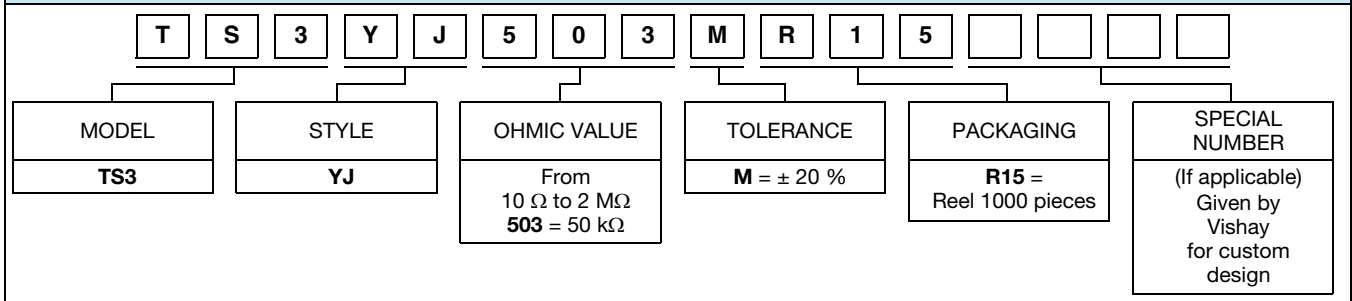 T S 3 Y J 5 0 3 M R 1 5
MODEL
TS3
STYLE
YJ
OHMIC VALUE
From
10 Ω to 2 MΩ
503 = 50 kΩ
TOLERANCE
M = ± 20 %
PACKAGING
R15 =
Reel 1000 pieces
SPECIAL
NUMBER
(If applicable)
Given by
Vishay
for custom
design